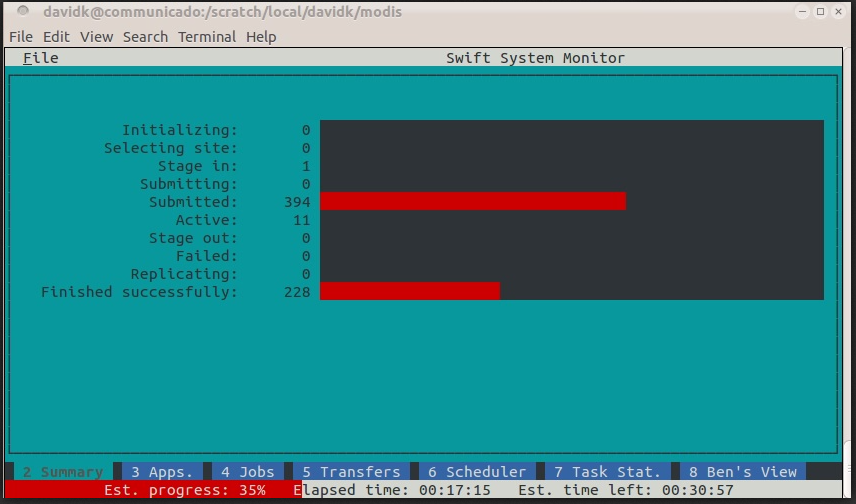 davidk@communicado:/scratch/local/davidk/modis
File Edit View Search Terminal Help
File Swift System Monitor
Initializing: 0
Selecting site: 0
Stage in: 1
Submitting: 0
Submitted: 394
Active: 11
Stage out: 0
Failed: 0
Replicating: 0
Finished successfully: 228
2 Summary 3 Apps. 4 Jobs 5 Transfers 6 Scheduler 7 Task Stat. 8 Ben's View
Est. progress: 35% Elapsed time: 00:17:15 Est. time left: 00:30:57